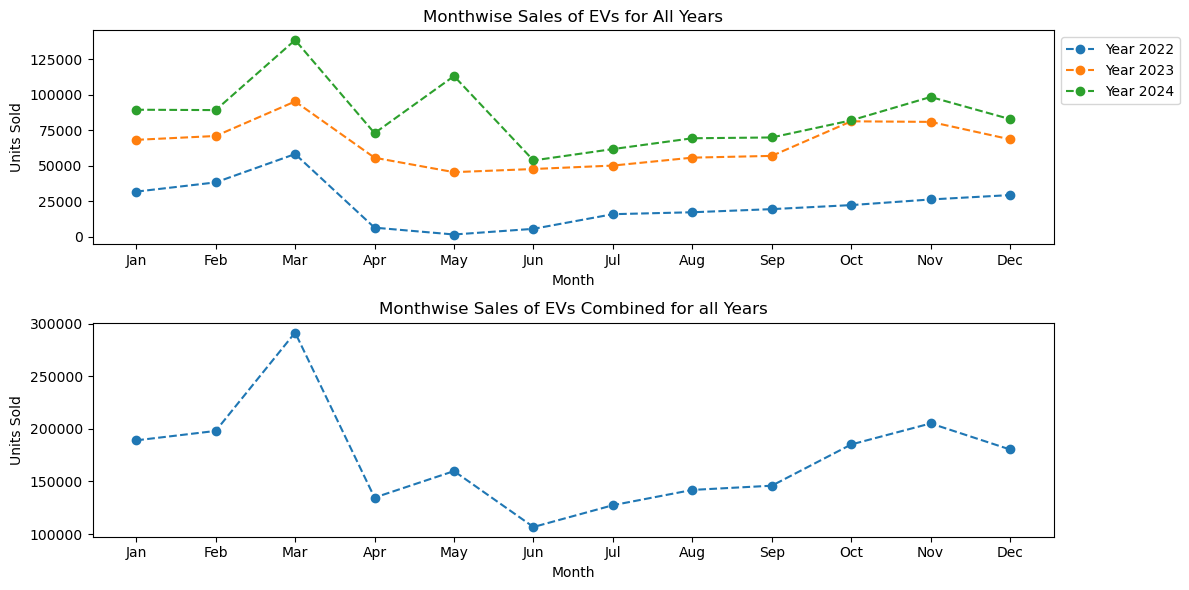 Monthwise Sales of EVs for All Years
Units Sold
125000
100000
75000
50000
25000
0
Jan Feb Mar Apr May Jun Jul Aug Sep Oct Nov Dec
Month
Year 2022
Year 2023
Year 2024
Monthwise Sales of EVs Combined for all Years
Units Sold
300000
250000
200000
150000
100000
Jan Feb Mar Apr May Jun Jul Aug Sep Oct Nov Dec
Month